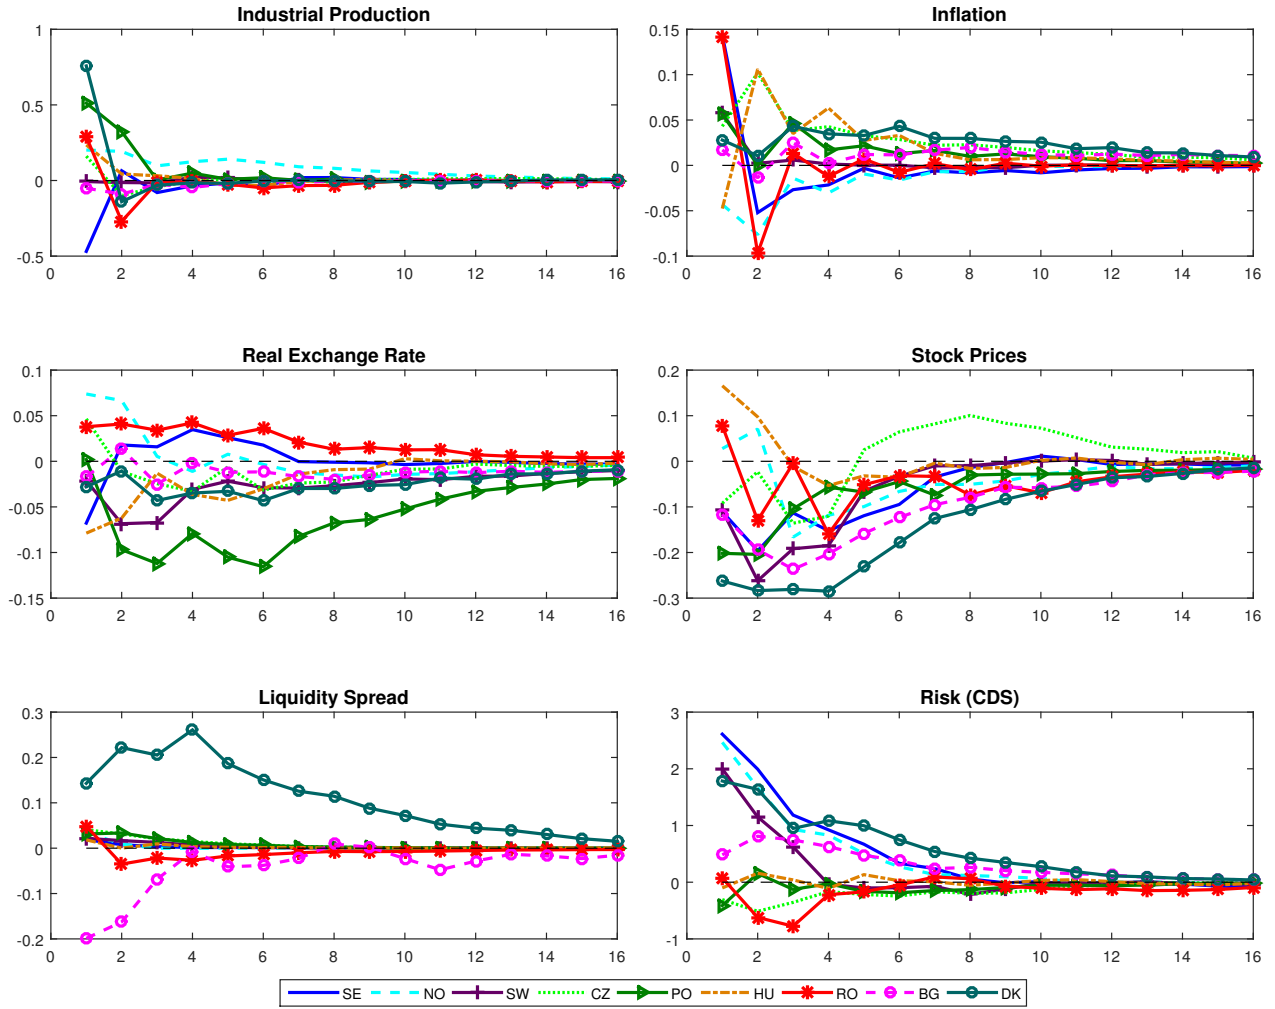 Industrial Production
1
0.5
0
-0.5
0 2 4 6 8 10 12 14 16
Inflation
0.15
0.1
0.05
0
-0.05
-0.1
0 2 4 6 8 10 12 14 16
Real Exchange Rate
0.1
0.05
0
-0.05
-0.1
-0.15
0 2 4 6 8 10 12 14 16
Stock Prices
0.2
0.1
0
-0.1
-0.2
-0.3
0 2 4 6 8 10 12 14 16
Liquidity Spread
0.3
0.2
0.1
0
-0.1
-0.2
0 2 4 6 8 10 12 14 16
Risk (CDS)
3
2
1
0
-1
0 2 4 6 8 10 12 14 16
SE NO SW CZ PO HU RO BG DK